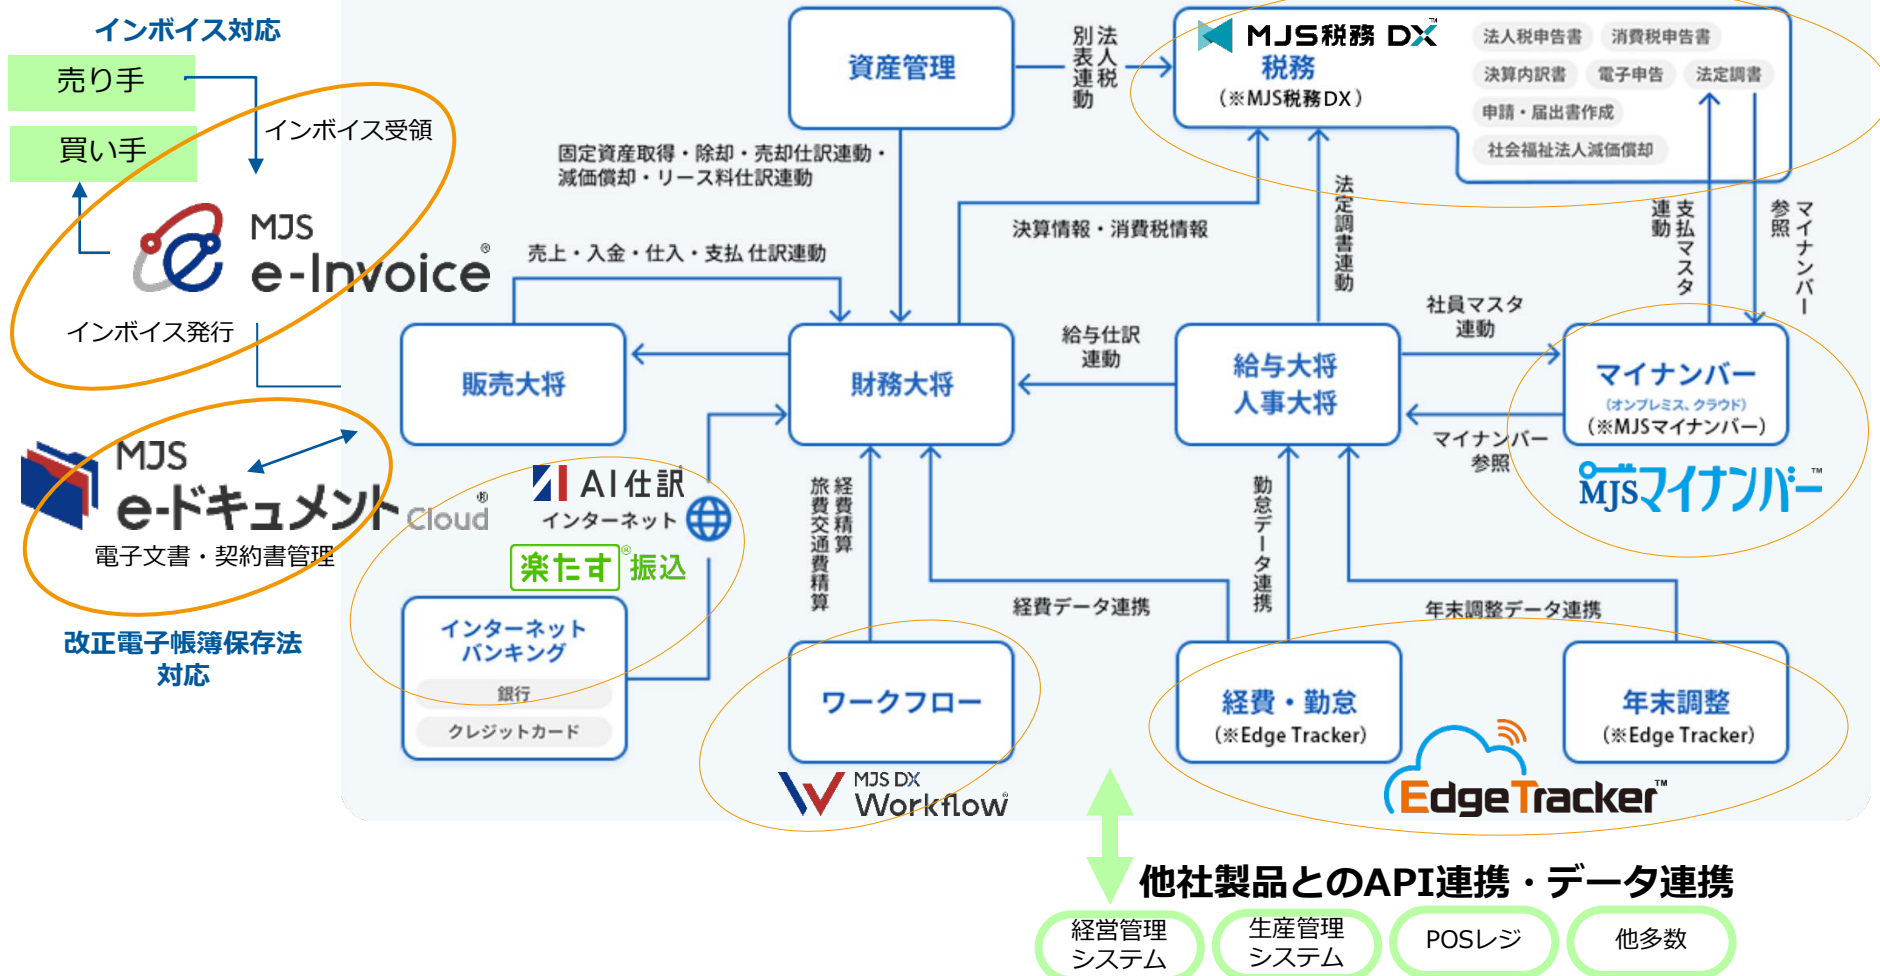 インボイス対応
売り手
買い手
インボイス受領
MJS
e-Invoice®
インボイス発行
MJS
e-ドキュメント Cloud®
電子文書・契約書管理
改正電子帳簿保存法
対応
資産管理
法人税
別表連動
MJS税務 DX™
税務
(※MJS税務DX)
法人税申告書
消費税申告書
決算内訳書
電子申告
法定調書
申請・届出書作成
社会福祉法人減価償却
固定資産取得・除却・売却仕訳連動・
減価償却・リース料仕訳連動
決算情報・消費税情報
法定調書連動
支払マスタ
連動
マイナンバー
参照
売上・入金・仕入・支払 仕訳連動
販売大将
財務大将
給与仕訳
連動
給与大将
人事大将
社員マスタ
連動
マイナンバー
参照
マイナンバー
(オンプレミス、クラウド)
(※MJSマイナンバー)
MJSマイナンバー™
AI仕訳
インターネット
楽たす®振込
インターネット
バンキング
銀行
クレジットカード
経費精算
旅費交通費精算
経費データ連携
勤怠データ連携
年末調整データ連携
ワークフロー
MJS DX
Workflow®
経費・勤怠
(※Edge Tracker)
年末調整
(※Edge Tracker)
EdgeTracker™
他社製品とのAPI連携・データ連携
経営管理
システム
生産管理
システム
POSレジ
他多数